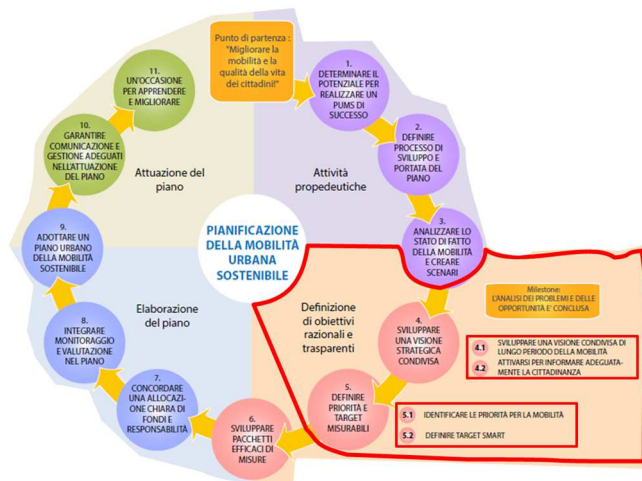 Punto di partenza :
"Migliorare la
mobilità e la
qualità della vita
dei cittadini!"
1.
DETERMINARE IL
POTENZIALE PER
REALIZZARE UN
PUMS DI
SUCCESSO
2.
DEFINIRE
PROCESSO DI
SVILUPPO E
PORTATA DEL
PIANO
3.
ANALIZZARE LO
STATO DI FATTO
DELLA MOBILITÀ
E CREARE
SCENARI
Attività
propedeutiche
Milestone:
L'ANALISI DEI PROBLEMI E DELLE
OPPORTUNITÀ E' CONCLUSA
Definizione
di obiettivi
razionali e
trasparenti
4.
SVILUPPARE
UNA VISIONE
STRATEGICA
CONDIVISA
4.1 SVILUPPARE UNA VISIONE CONDIVISA DI
LUNGO PERIODO DELLA MOBILITÀ
4.2 ATTIVARSI PER INFORMARE ADEGUATA-
MENTE LA CITTADINANZA
5.
DEFINIRE
PRIORITÀ E
TARGET
MISURABILI
5.1 IDENTIFICARE LE PRIORITÀ PER LA MOBILITÀ
5.2 DEFINIRE TARGET SMART
6.
SVILUPPARE
PACCHETTI
EFFICACI DI
MISURE
7.
CONCORDARE
UNA ALLOCAZI-
ONE CHIARA DI
FONDI E
RESPONSABILITÀ
8.
INTEGRARE
MONITORAGGIO
E VALUTAZIONE
NEL PIANO
Elaborazione
del piano
9.
ADOTTARE UN
PIANO URBANO
DELLA MOBILITÀ
SOSTENIBILE
10.
GARANTIRE
COMUNICAZIONE E
GESTIONE ADEGUATI
NELL'ATTUAZIONE
DEL PIANO
11.
UN'OCCASIONE
PER APPRENDERE
E MIGLIORARE
Attuazione del
piano
PIANIFICAZIONE
DELLA MOBILITÀ
URBANA
SOSTENIBILE